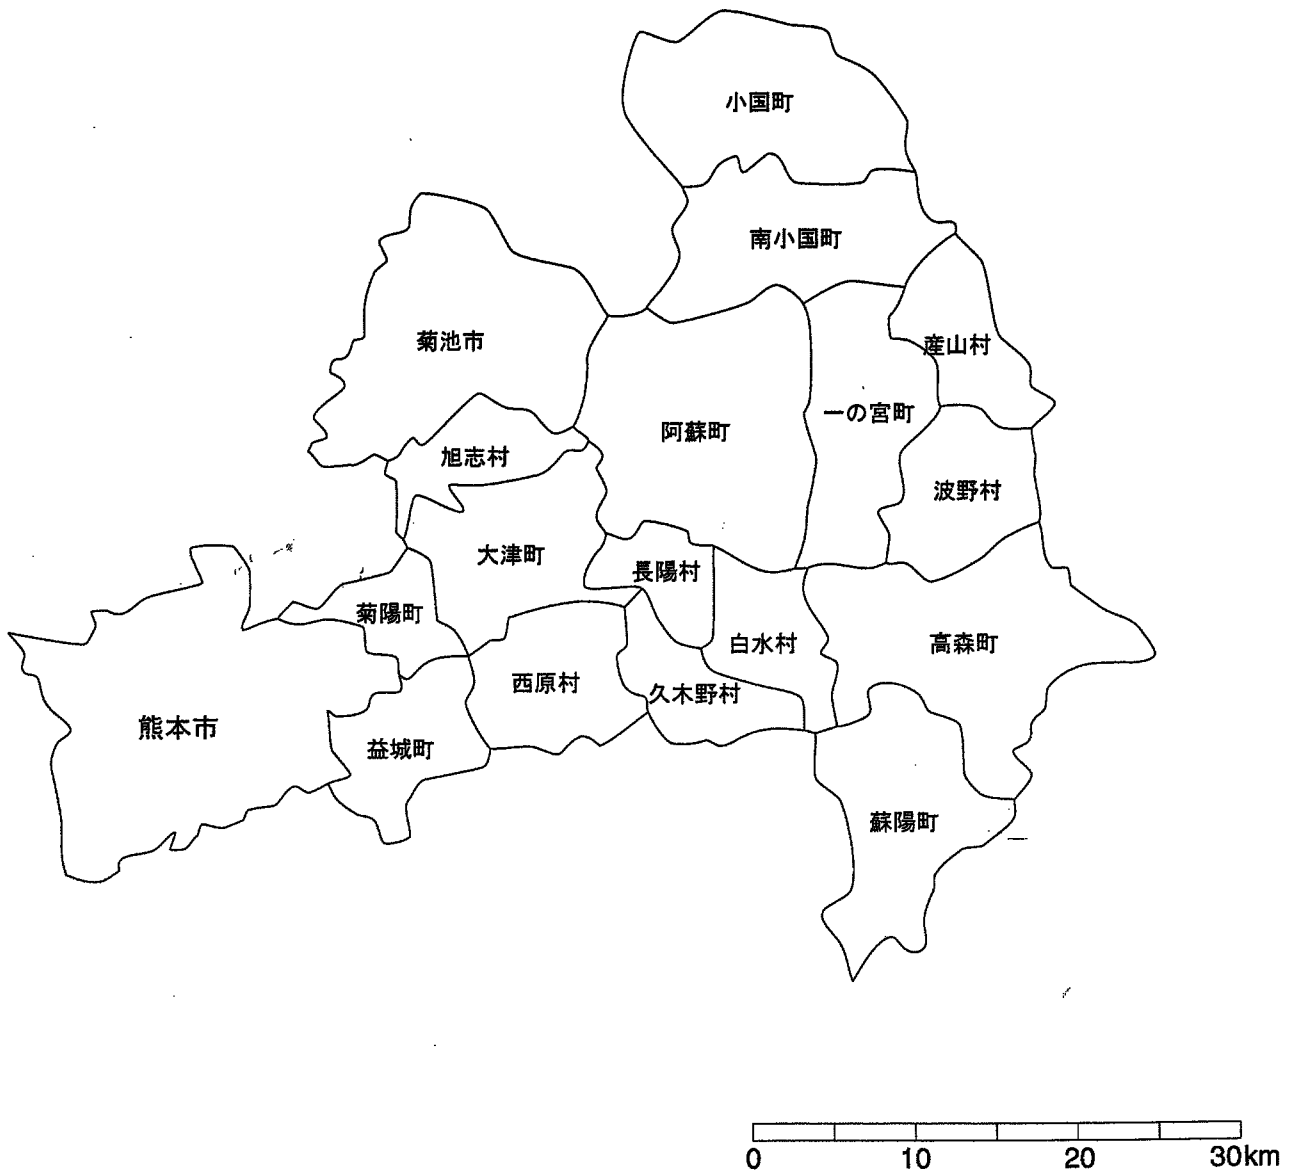 小国町
南小国町
菊池市
産山村
阿蘇町
一の宮町
旭志村
波野村
大津町
長陽村
菊陽町
白水村
高森町
西原村
久木野村
熊本市
益城町
蘇陽町
0 10 20 30km